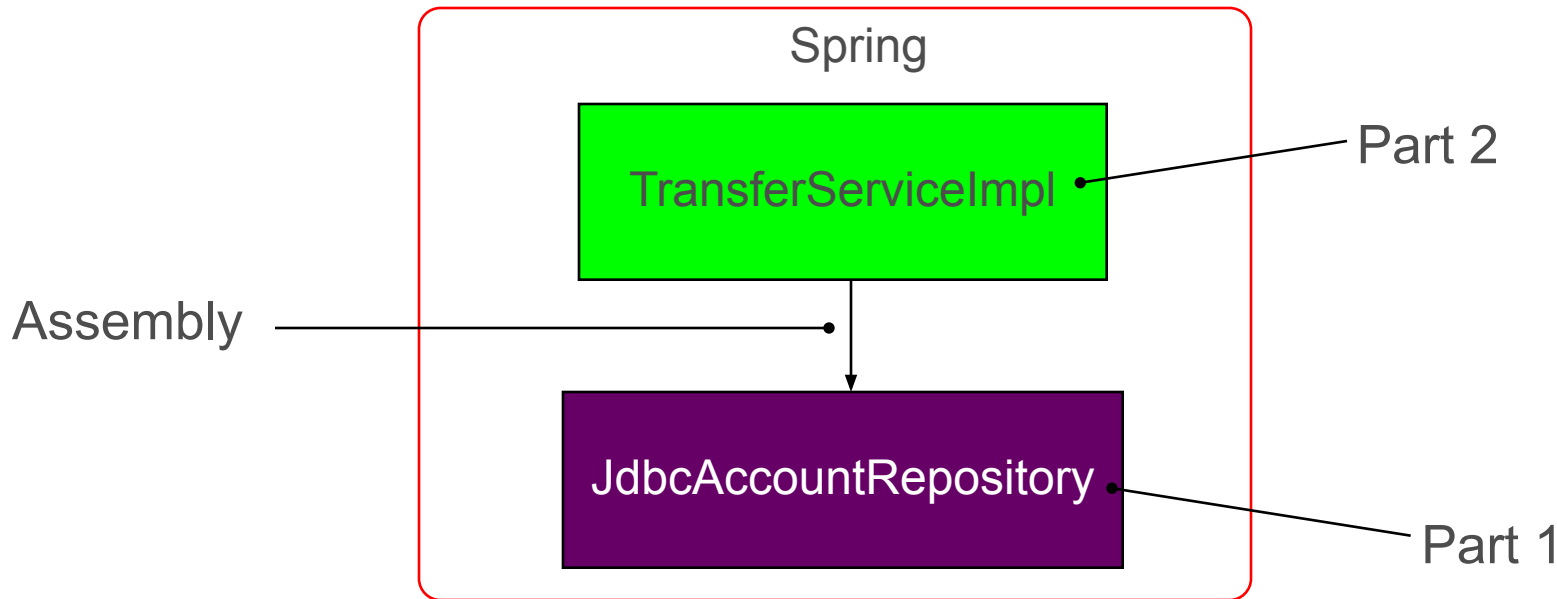 Spring
Part 2
TransferServiceImpl
Assembly
JdbcAccountRepository
Part 1